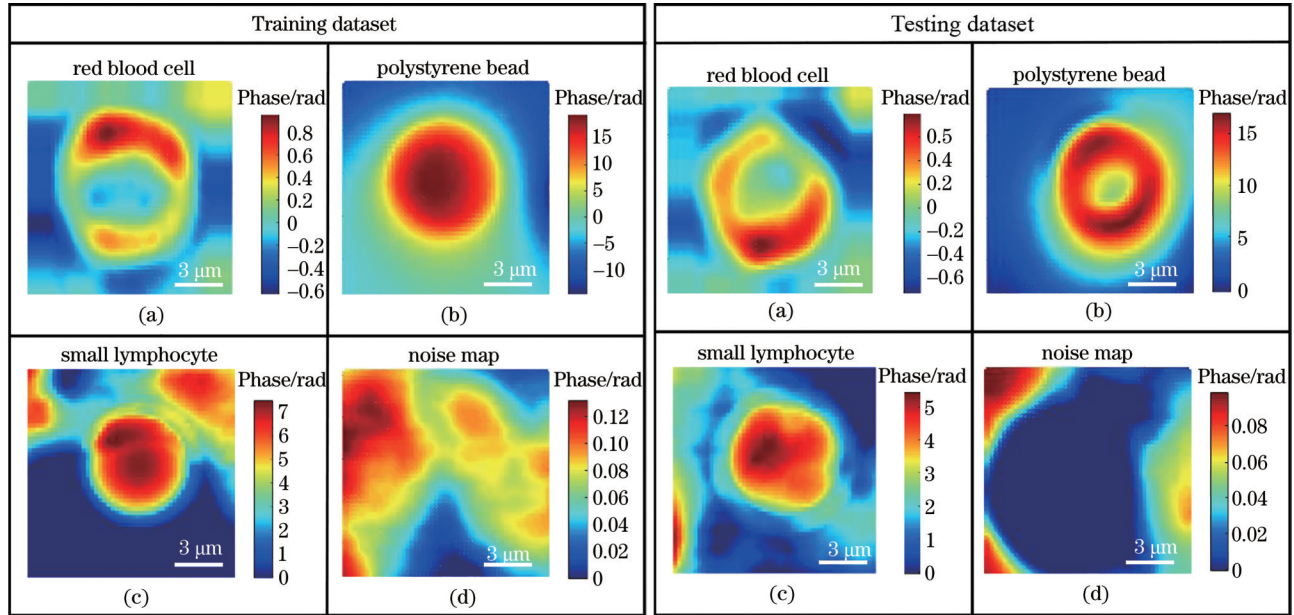 Training dataset
red blood cell
Phase/rad
0.8
0.6
0.4
0.2
0
−0.2
−0.4
−0.6
3 μm
(a)
polystyrene bead
Phase/rad
15
10
5
0
−5
−10
3 μm
(b)
small lymphocyte
Phase/rad
7
6
5
4
3
2
1
0
3 μm
(c)
noise map
Phase/rad
0.12
0.10
0.08
0.06
0.04
0.02
0
3 μm
(d)
Testing dataset
red blood cell
Phase/rad
0.5
0.4
0.2
0
−0.2
−0.4
−0.6
3 μm
(a)
polystyrene bead
Phase/rad
15
10
5
0
3 μm
(b)
small lymphocyte
Phase/rad
5
4
3
2
1
0
3 μm
(c)
noise map
Phase/rad
0.08
0.06
0.04
0.02
0
3 μm
(d)